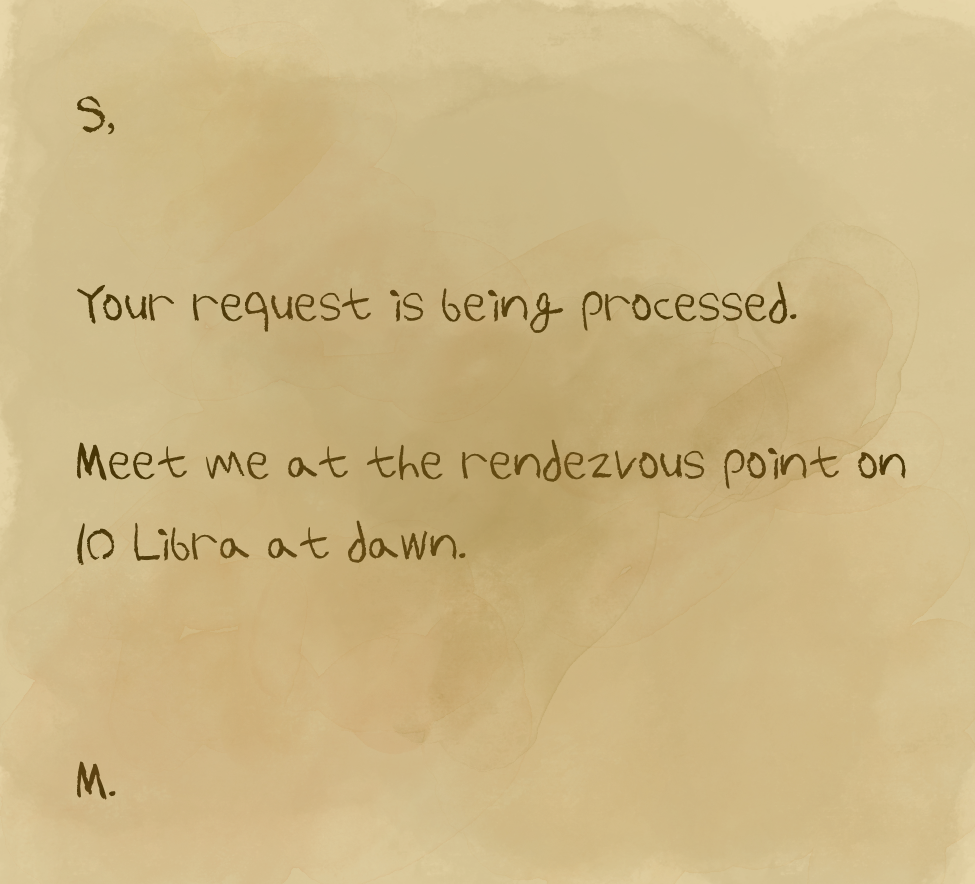 S,
Your request is being processed.
Meet me at the rendezvous point on
10 Libra at dawn.
M.